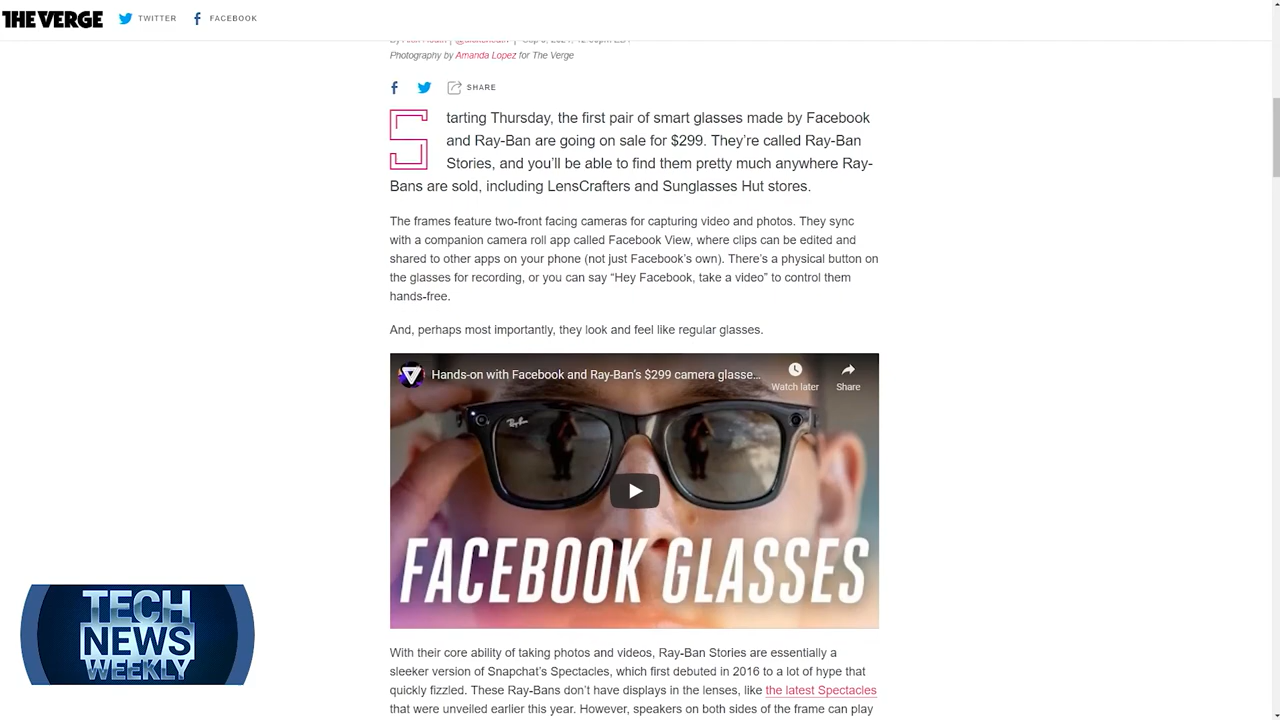 THE VERGE
TWITTER
FACEBOOK
Photography by Amanda Lopez for The Verge
SHARE
Starting Thursday, the first pair of smart glasses made by Facebook
and Ray-Ban are going on sale for $299. They're called Ray-Ban
Stories, and you'll be able to find them pretty much anywhere Ray-
Bans are sold, including LensCrafters and Sunglasses Hut stores.
The frames feature two-front facing cameras for capturing video and photos. They sync
with a companion camera roll app called Facebook View, where clips can be edited and
shared to other apps on your phone (not just Facebook's own). There's a physical button on
the glasses for recording, or you can say “Hey Facebook, take a video” to control them
hands-free.
And, perhaps most importantly, they look and feel like regular glasses.
Hands-on with Facebook and Ray-Ban's $299 camera glasse...
Watch later
Share
Ray-Ban
FACEBOOK GLASSES
With their core ability of taking photos and videos, Ray-Ban Stories are essentially a
sleeker version of Snapchat's Spectacles, which first debuted in 2016 to a lot of hype that
quickly fizzled. These Ray-Bans don't have displays in the lenses, like the latest Spectacles
that were unveiled earlier this year. However, speakers on both sides of the frame can play
TECH
NEWS
WEEKLY